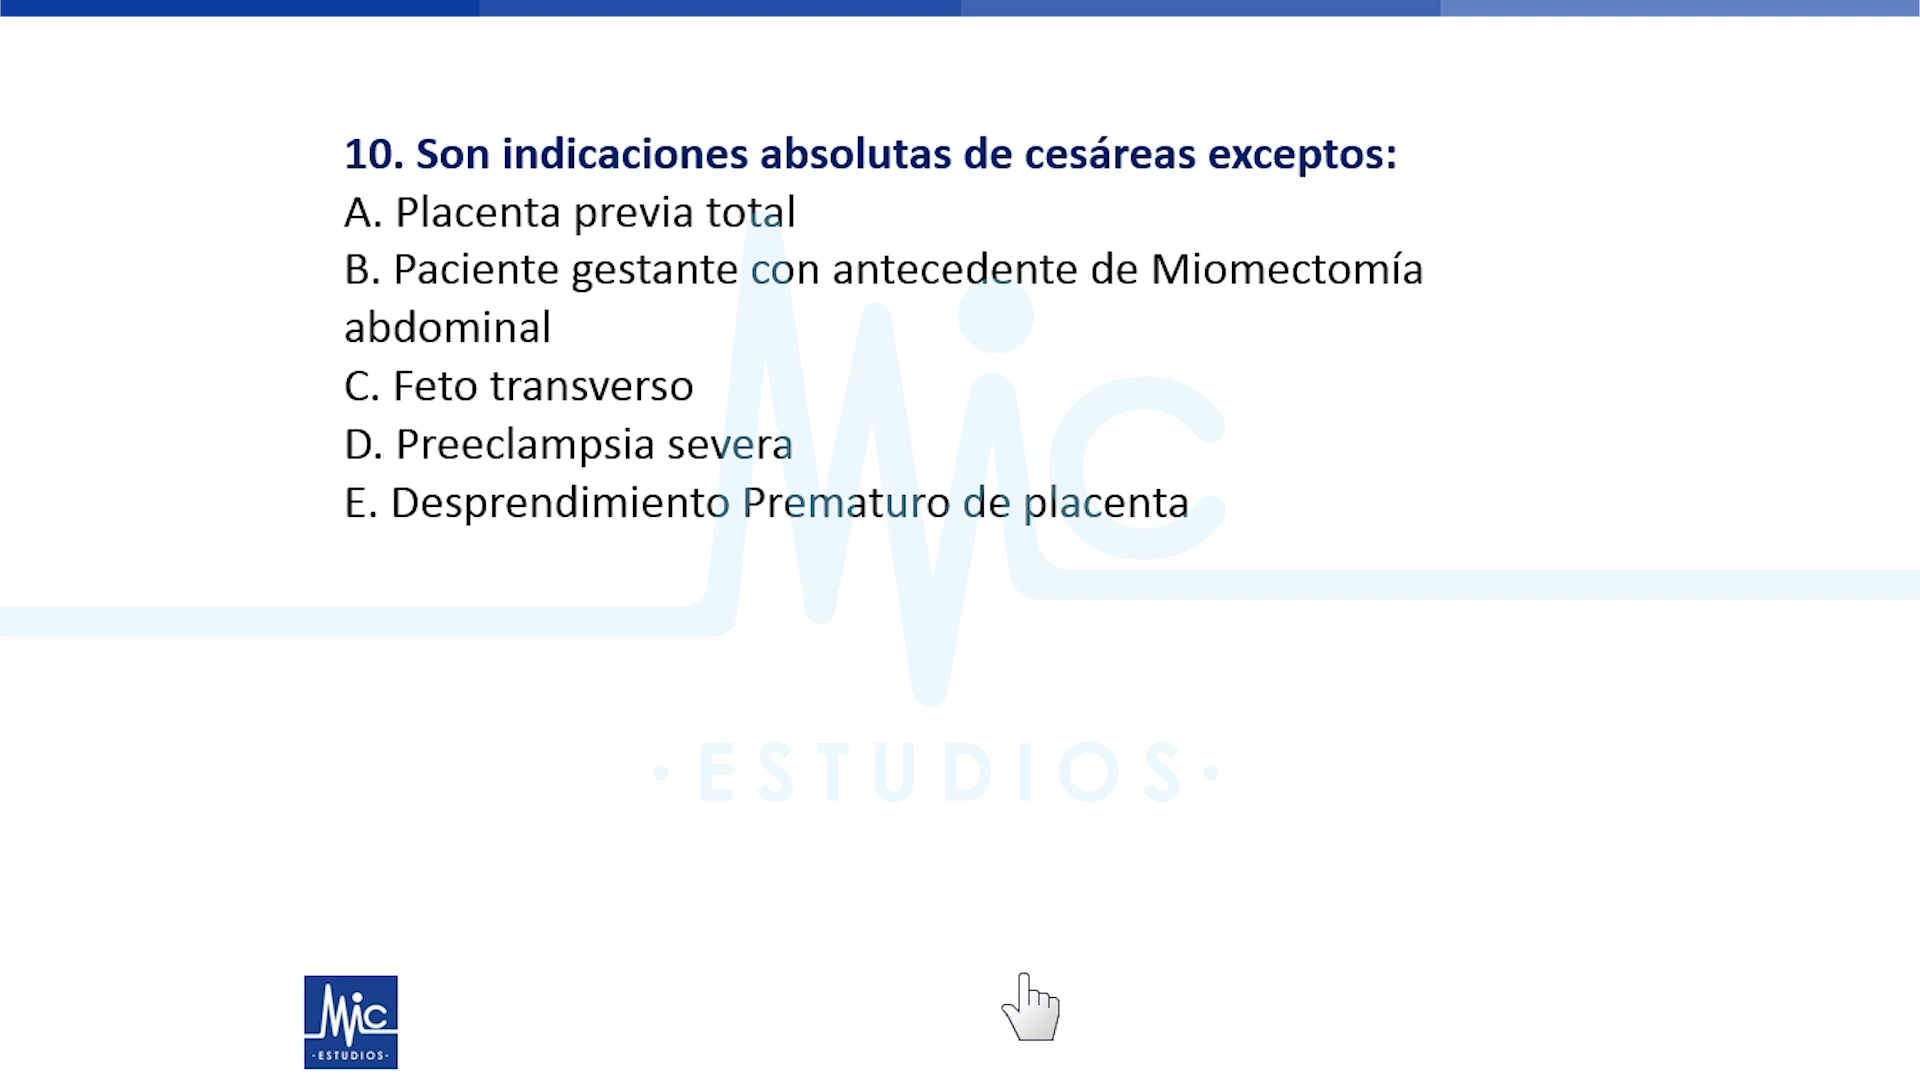 10. Son indicaciones absolutas de cesáreas exceptos:
A. Placenta previa total
B. Paciente gestante con antecedente de Miomectomía
abdominal
C. Feto transverso
D. Preeclampsia severa
E. Desprendimiento Prematuro de placenta
Mic
·ESTUDIOS·
Mic
·ESTUDIOS·